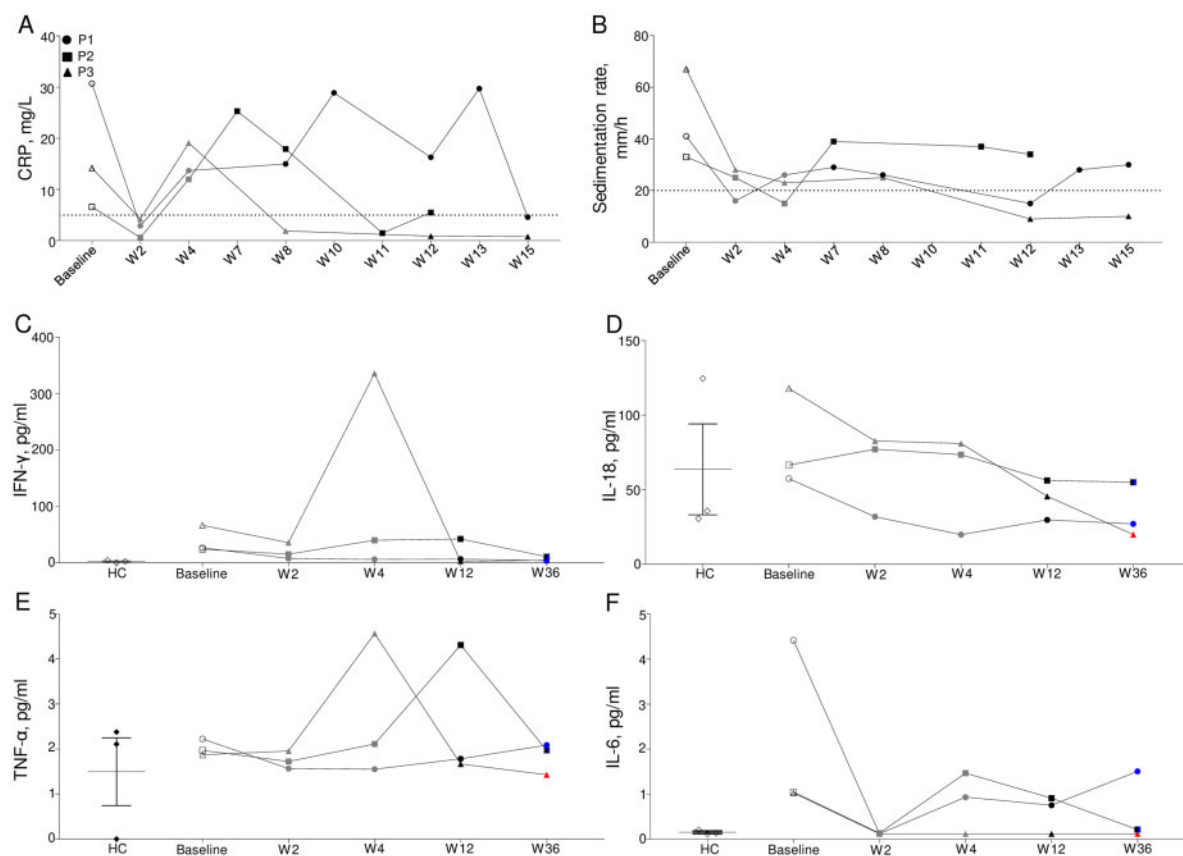 A
P1
P2
P3
CRP, mg/L
40
30
20
10
0
Baseline
W2
W4
W7
W8
W10
W11
W12
W13
W15
B
Sedimentation rate,
mm/h
80
60
40
20
0
Baseline
W2
W4
W7
W8
W10
W11
W12
W13
W15
C
IFN-γ, pg/ml
400
300
200
100
0
HC
Baseline
W2
W4
W12
W36
D
IL-18, pg/ml
150
100
50
0
HC
Baseline
W2
W4
W12
W36
E
TNF-α, pg/ml
5
4
3
2
1
0
HC
Baseline
W2
W4
W12
W36
F
IL-6, pg/ml
5
4
3
2
1
0
HC
Baseline
W2
W4
W12
W36